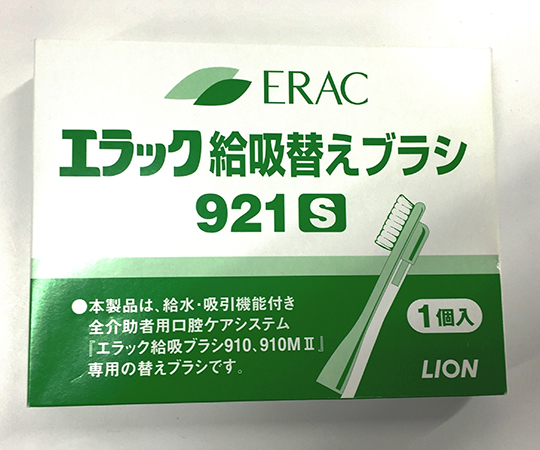 ERAC
エラック給吸替えブラシ
921 S
●本製品は、給水・吸引機能付き
全介助者用口腔ケアシステム
『エラック給吸ブラシ910、910MⅡ』
専用の替えブラシです。
1個入
LION